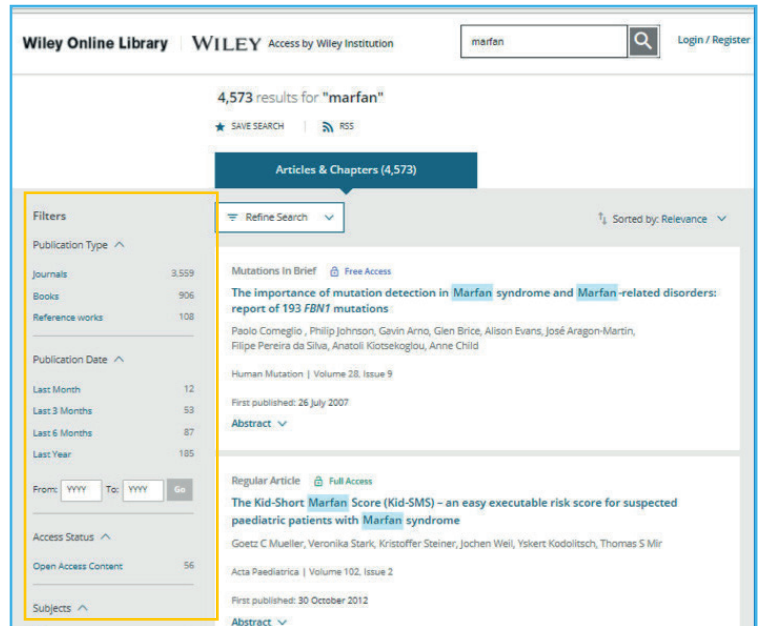 Wiley Online Library WILEY Access by Wiley Institution marfan Login / Register
4,573 results for "marfan"
SAVE SEARCH RSS
Articles & Chapters (4,573)
Filters
Publication Type
Journals 3,559
Books 906
Reference works 108
Publication Date
Last Month 12
Last 3 Months 53
Last 6 Months 87
Last Year 185
From: YYYY To: YYYY Go
Access Status
Open Access Content 56
Subjects
Refine Search Sorted by: Relevance
Mutations In Brief Free Access
The importance of mutation detection in Marfan syndrome and Marfan-related disorders:
report of 193 FBN1 mutations
Paolo Comeglio , Philip Johnson, Gavin Arno, Glen Brice, Alison Evans, José Aragon-Martin,
Filipe Pereira da Silva, Anatoli Kiotsekoglou, Anne Child
Human Mutation | Volume 28, Issue 9
First published: 26 July 2007
Abstract
Regular Article Full Access
The Kid-Short Marfan Score (Kid-SMS) – an easy executable risk score for suspected
paediatric patients with Marfan syndrome
Goetz C Mueller, Veronika Stark, Kristoffer Steiner, Jochen Weil, Yskert Kodolitsch, Thomas S Mir
Acta Paediatrica | Volume 102, Issue 2
First published: 30 October 2012
Abstract